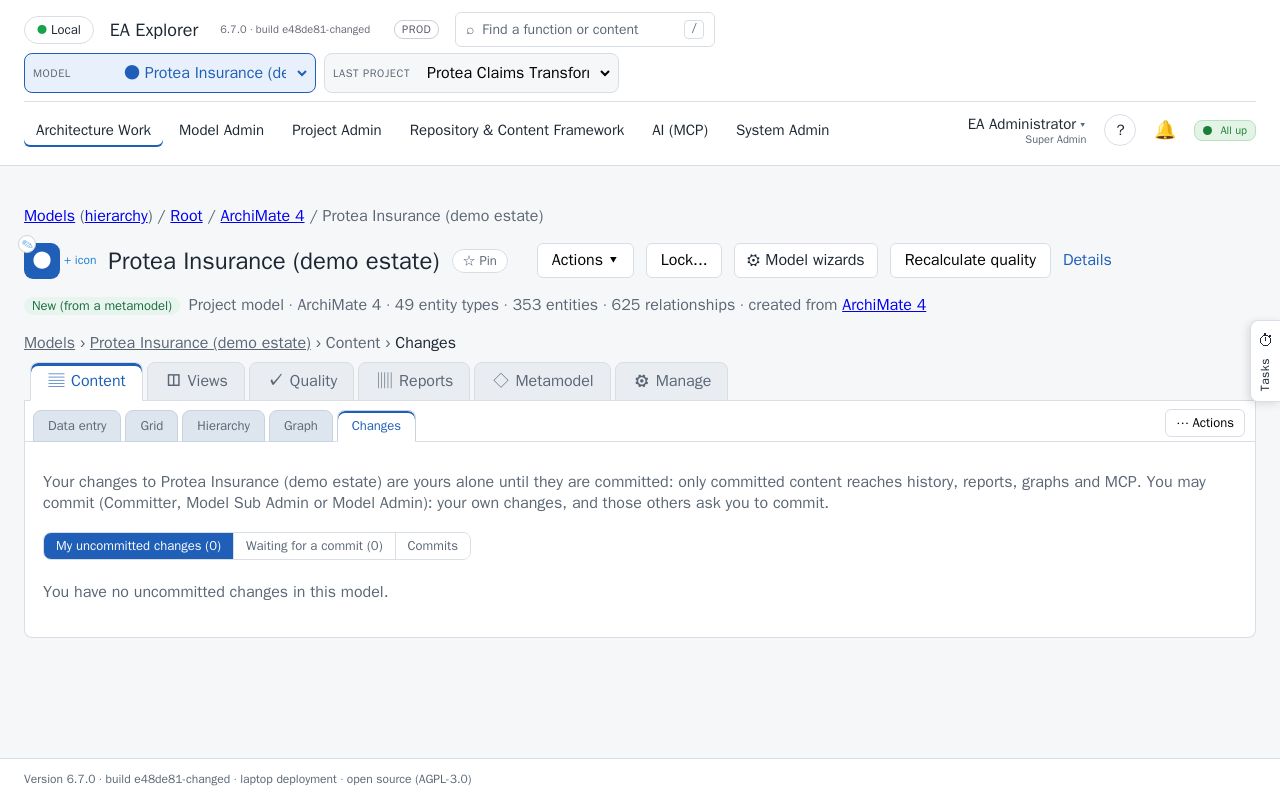 Local
EA Explorer
6.7.0 · build e48de81-changed
PROD
Find a function or content
/
MODEL
Protea Insurance (de
LAST PROJECT
Protea Claims Transfor
Architecture Work
Model Admin
Project Admin
Repository & Content Framework
AI (MCP)
System Admin
EA Administrator
Super Admin
?
All up
Models (hierarchy) / Root / ArchiMate 4 / Protea Insurance (demo estate)
+ icon
Protea Insurance (demo estate)
☆ Pin
Actions ▾
Lock...
⚙ Model wizards
Recalculate quality
Details
New (from a metamodel)
Project model · ArchiMate 4 · 49 entity types · 353 entities · 625 relationships · created from ArchiMate 4
Models › Protea Insurance (demo estate) › Content › Changes
Content
Views
✓ Quality
Reports
Metamodel
Manage
Tasks
Data entry
Grid
Hierarchy
Graph
Changes
··· Actions
Your changes to Protea Insurance (demo estate) are yours alone until they are committed: only committed content reaches history, reports, graphs and MCP. You may
commit (Committer, Model Sub Admin or Model Admin): your own changes, and those others ask you to commit.
My uncommitted changes (0)
Waiting for a commit (0)
Commits
You have no uncommitted changes in this model.
Version 6.7.0 · build e48de81-changed · laptop deployment · open source (AGPL-3.0)